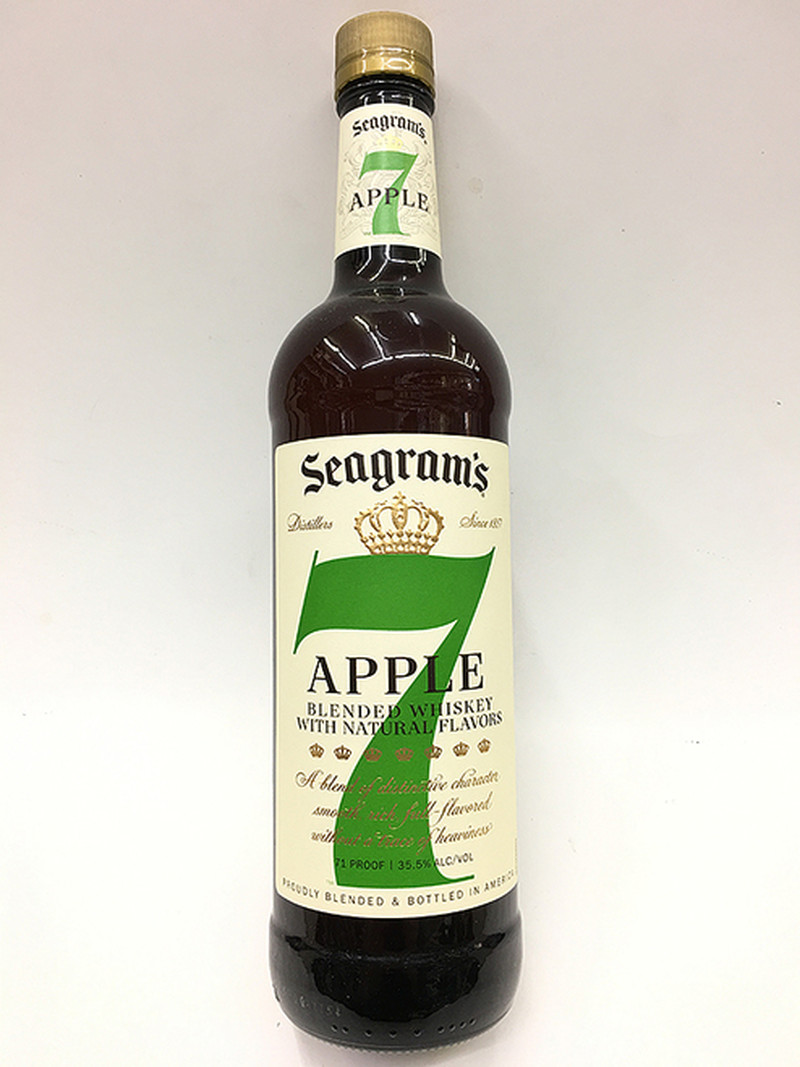 Seagram's
7
APPLE
Seagram's
Distillers Since 1857
7
APPLE
BLENDED WHISKEY
WITH NATURAL FLAVORS
A blend of distinctive character
smooth, rich, full-flavored
without a trace of heaviness
71 PROOF | 35.5% ALC/VOL
PROUDLY BLENDED & BOTTLED IN AMERICA